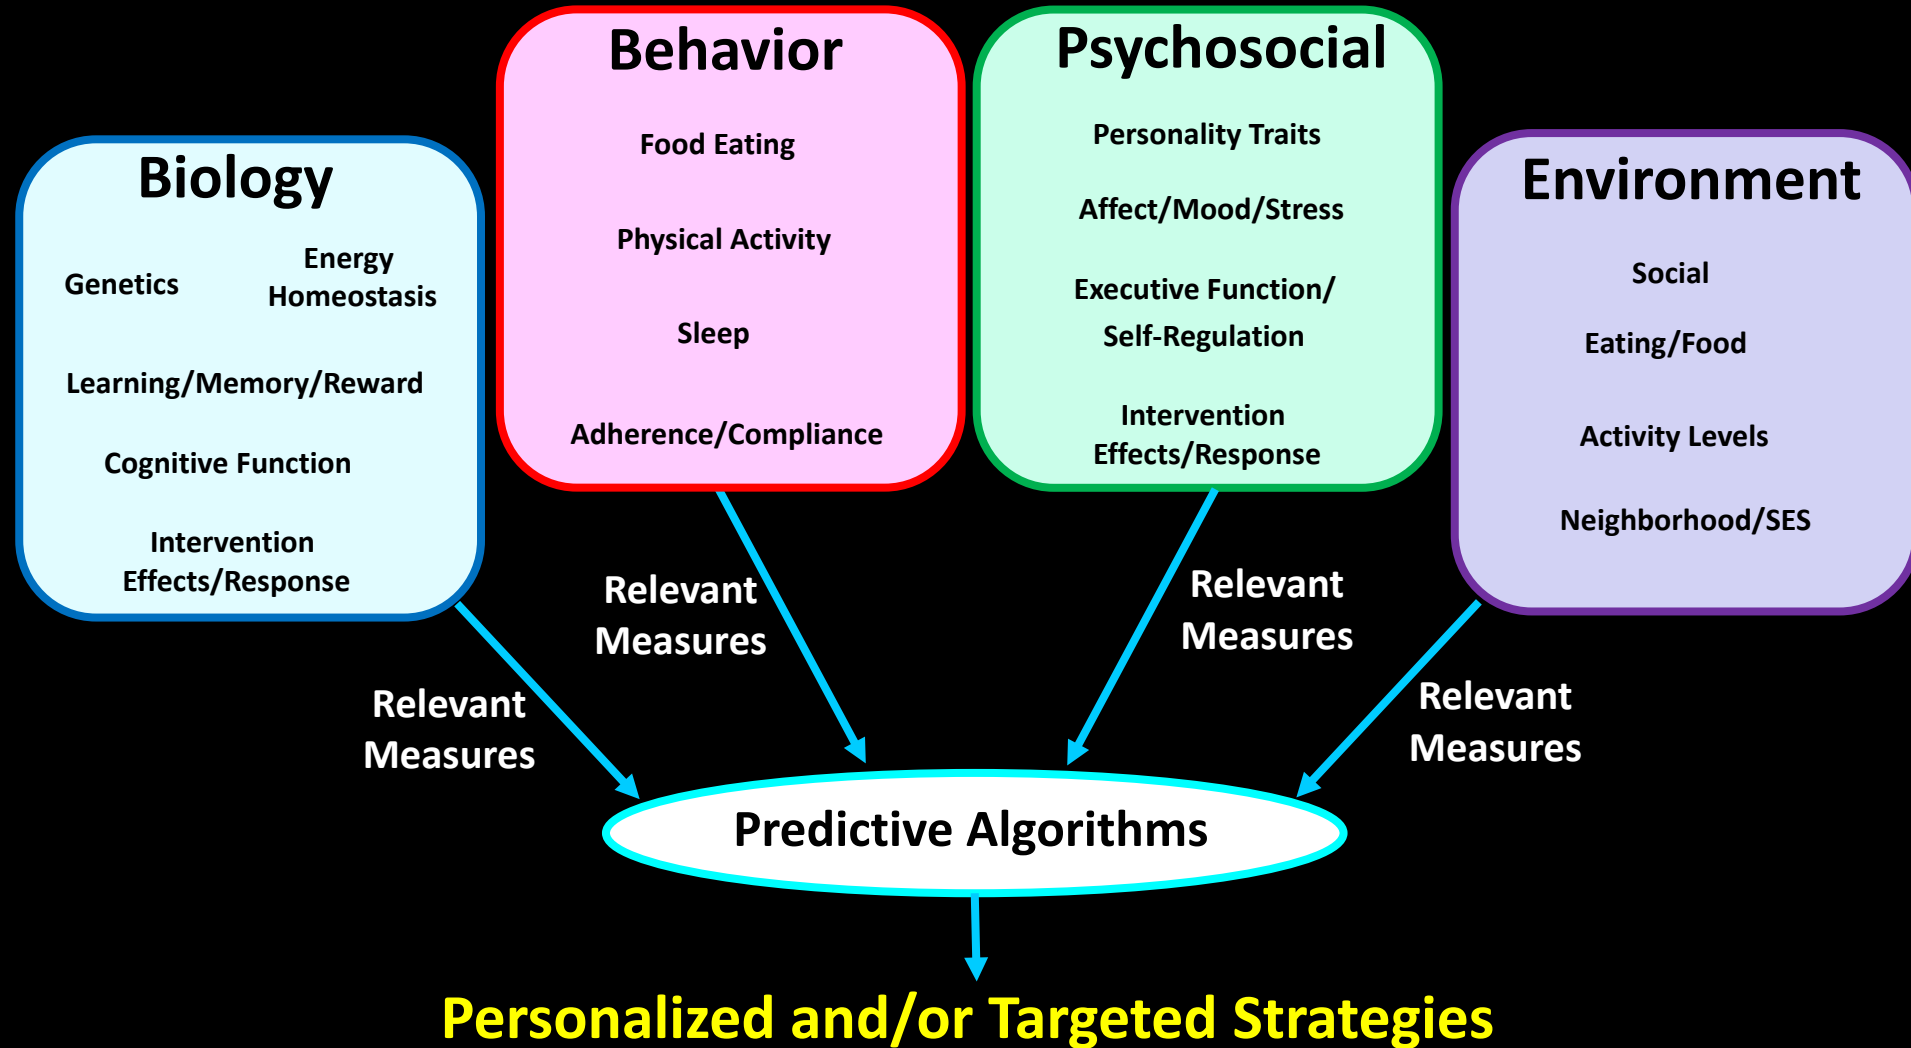 Biology
Genetics
Energy
Homeostasis
Learning/Memory/Reward
Cognitive Function
Intervention
Effects/Response
Behavior
Food Eating
Physical Activity
Sleep
Adherence/Compliance
Psychosocial
Personality Traits
Affect/Mood/Stress
Executive Function/
Self-Regulation
Intervention
Effects/Response
Environment
Social
Eating/Food
Activity Levels
Neighborhood/SES
Relevant
Measures
Relevant
Measures
Relevant
Measures
Relevant
Measures
Predictive Algorithms
Personalized and/or Targeted Strategies